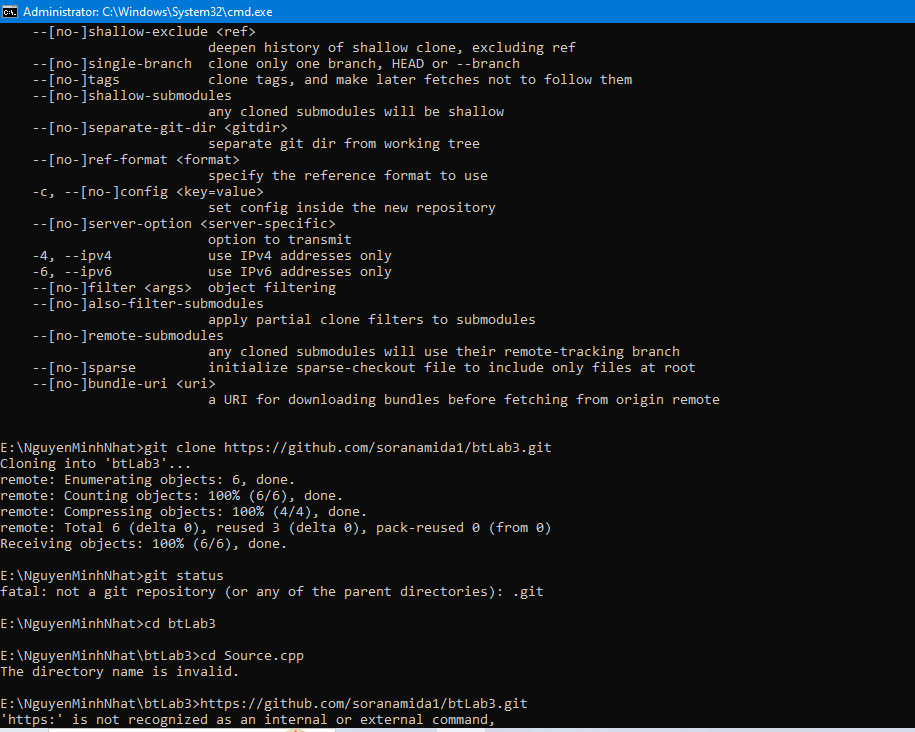 Administrator: C:\Windows\System32\cmd.exe
--[no-]shallow-exclude <ref>
deepen history of shallow clone, excluding ref
--[no-]single-branch  clone only one branch, HEAD or --branch
--[no-]tags           clone tags, and make later fetches not to follow them
--[no-]shallow-submodules
any cloned submodules will be shallow
--[no-]separate-git-dir <gitdir>
separate git dir from working tree
--[no-]ref-format <format>
specify the reference format to use
-c, --[no-]config <key=value>
set config inside the new repository
--[no-]server-option <server-specific>
option to transmit
-4, --ipv4            use IPv4 addresses only
-6, --ipv6            use IPv6 addresses only
--[no-]filter <args>  object filtering
--[no-]also-filter-submodules
apply partial clone filters to submodules
--[no-]remote-submodules
any cloned submodules will use their remote-tracking branch
--[no-]sparse         initialize sparse-checkout file to include only files at root
--[no-]bundle-uri <uri>
a URI for downloading bundles before fetching from origin remote
E:\NguyenMinhNhat>git clone https://github.com/soranamida1/btLab3.git
Cloning into 'btLab3'...
remote: Enumerating objects: 6, done.
remote: Counting objects: 100% (6/6), done.
remote: Compressing objects: 100% (4/4), done.
remote: Total 6 (delta 0), reused 3 (delta 0), pack-reused 0 (from 0)
Receiving objects: 100% (6/6), done.
E:\NguyenMinhNhat>git status
fatal: not a git repository (or any of the parent directories): .git
E:\NguyenMinhNhat>cd btLab3
E:\NguyenMinhNhat\btLab3>cd Source.cpp
The directory name is invalid.
E:\NguyenMinhNhat\btLab3>https://github.com/soranamida1/btLab3.git
'https:' is not recognized as an internal or external command,